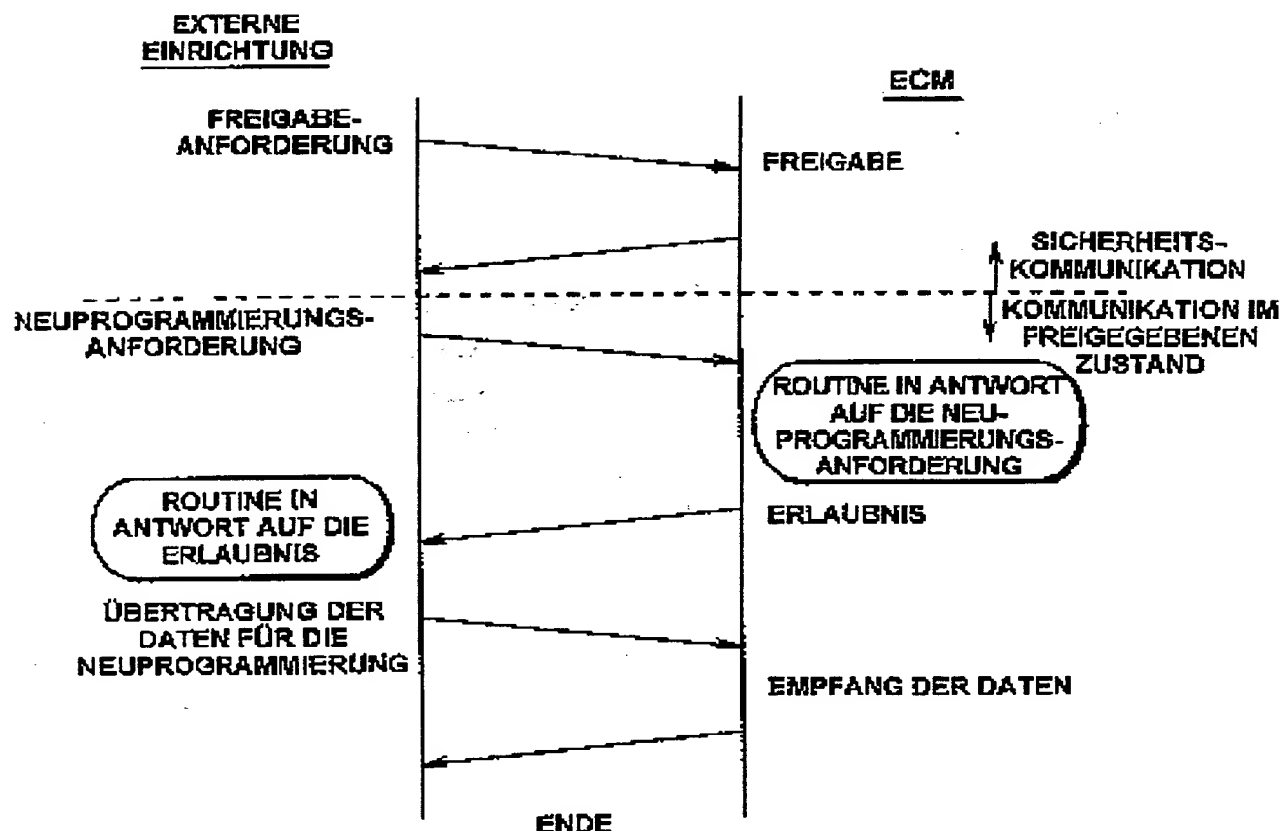 EXTERNE
EINRICHTUNG
ECM
FREIGABE-
ANFORDERUNG
FREIGABE
SICHERHEITS-
KOMMUNIKATION
NEUPROGRAMMIERUNGS-
ANFORDERUNG
KOMMUNIKATION IM
FREIGEGEBENEN
ZUSTAND
ROUTINE IN ANTWORT
AUF DIE NEU-
PROGRAMMIERUNGS-
ANFORDERUNG
ROUTINE IN
ANTWORT AUF DIE
ERLAUBNIS
ERLAUBNIS
ÜBERTRAGUNG DER
DATEN FÜR DIE
NEUPROGRAMMIERUNG
EMPFANG DER DATEN
ENDE